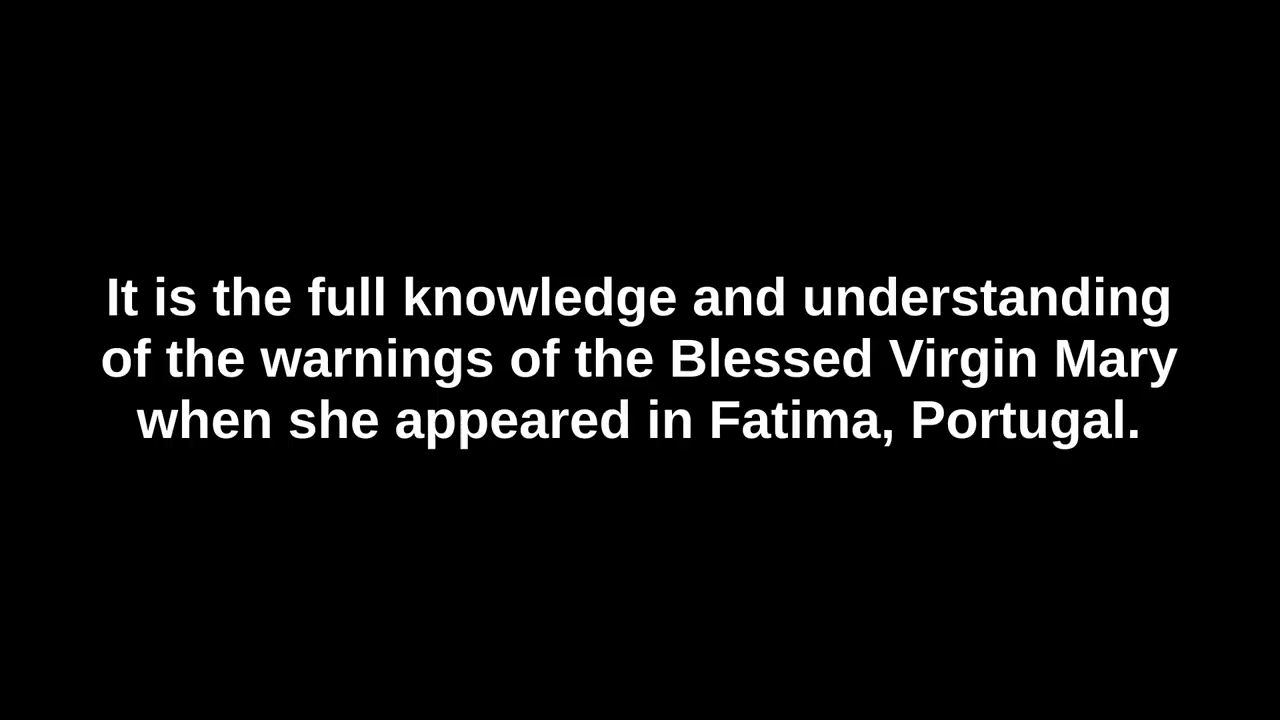 It is the full knowledge and understanding
of the warnings of the Blessed Virgin Mary
when she appeared in Fatima, Portugal.